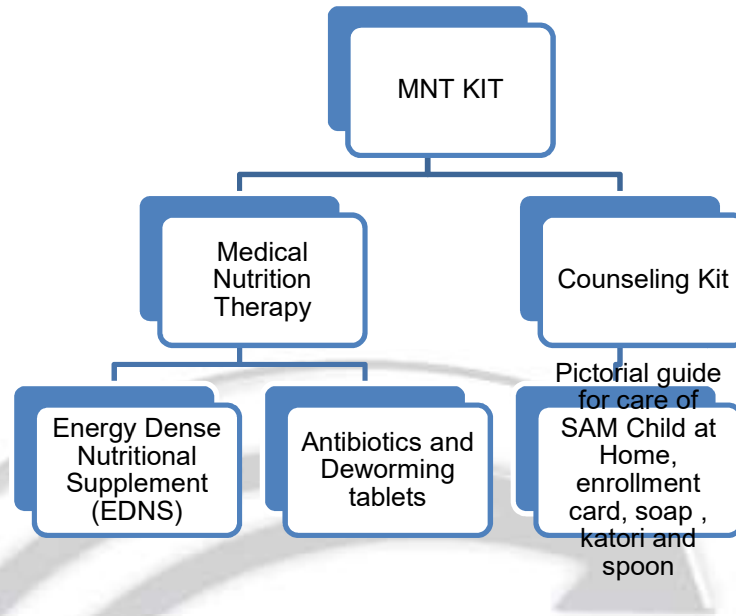 MNT KIT
Medical
Nutrition
Therapy
Counseling Kit
Energy Dense
Nutritional
Supplement
(EDNS)
Antibiotics and
Deworming
tablets
Pictorial guide
for care of
SAM Child at
Home,
enrollment
card, soap ,
katori and
spoon